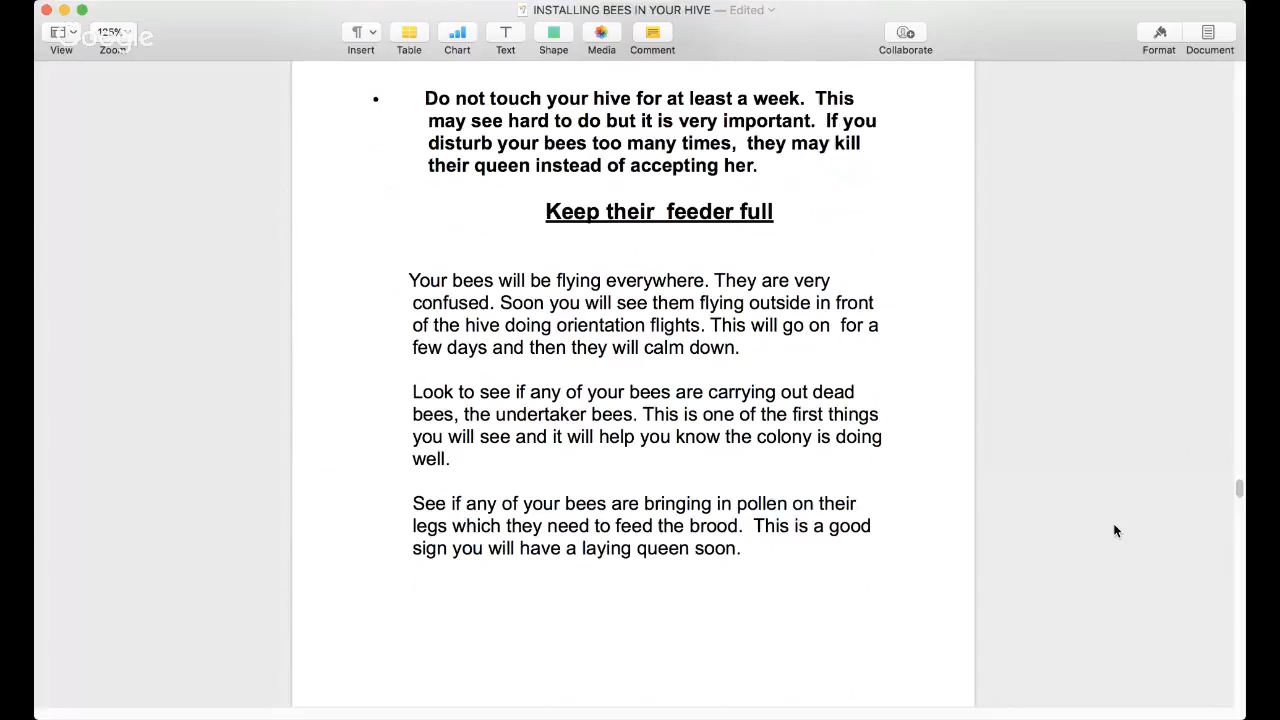 INSTALLING BEES IN YOUR HIVE — Edited
125%
Google
View
Zoom
Insert
Table
Chart
Text
Shape
Media
Comment
Collaborate
Format
Document
• Do not touch your hive for at least a week.  This
may see hard to do but it is very important.  If you
disturb your bees too many times,  they may kill
their queen instead of accepting her.
Keep their  feeder full
Your bees will be flying everywhere. They are very
confused. Soon you will see them flying outside in front
of the hive doing orientation flights. This will go on  for a
few days and then they will calm down.
Look to see if any of your bees are carrying out dead
bees, the undertaker bees. This is one of the first things
you will see and it will help you know the colony is doing
well.
See if any of your bees are bringing in pollen on their
legs which they need to feed the brood.  This is a good
sign you will have a laying queen soon.